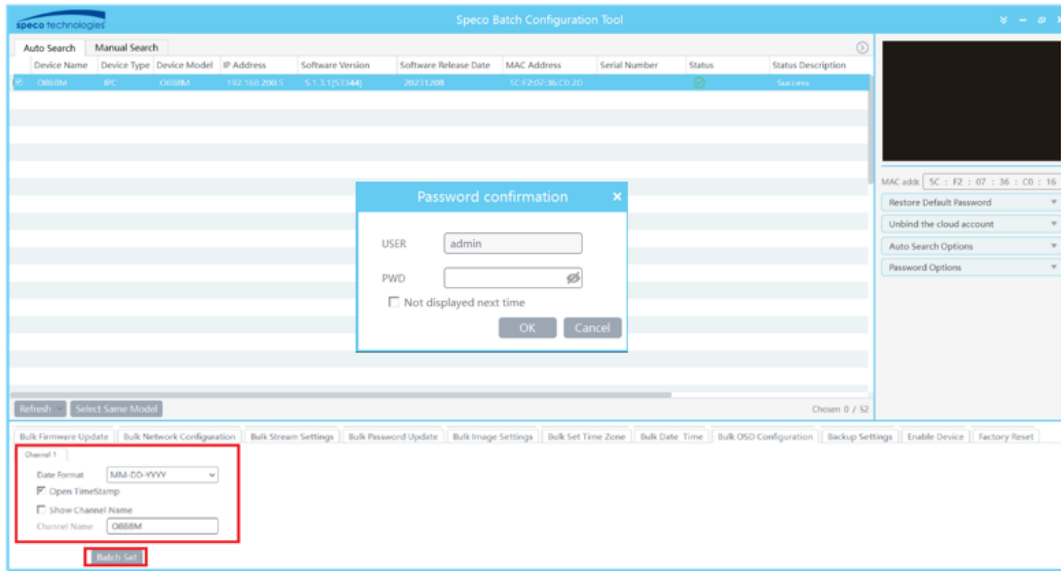 speco technologies
Speco Batch Configuration Tool
Auto Search Manual Search
Device Name Device Type Device Model IP Address Software Version Software Release Date MAC Address Serial Number Status Status Description
O8B8M IPC O8B8M 192.168.200.5 5.1.3.1(53344) 20231208 5C:F2:07:36:C0:2D Success
MAC addr. 5C : F2 : 07 : 36 : C0 : 16
Restore Default Password
Unbind the cloud account
Auto Search Options
Password Options
Password confirmation
USER admin
PWD
Not displayed next time
OK Cancel
Refresh Select Same Model Chosen 0 / 52
Bulk Firmware Update Bulk Network Configuration Bulk Stream Settings Bulk Password Update Bulk Image Settings Bulk Set Time Zone Bulk Date Time Bulk OSD Configuration Backup Settings Enable Device Factory Reset
Channel 1
Date Format MM-DD-YYYY
Open TimeStamp
Show Channel Name
Channel Name O8B8M
Batch Set